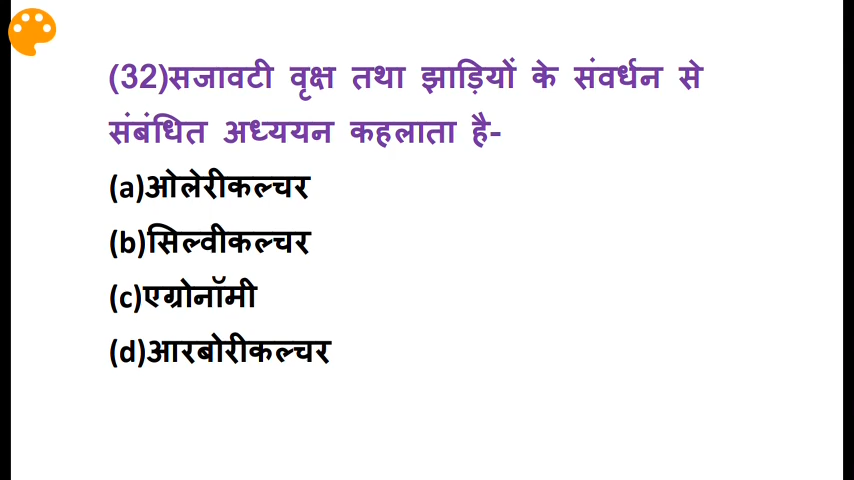 (32)सजावटी वृक्ष तथा झाड़ियों के संवर्धन से
संबंधित अध्ययन कहलाता है-
(a)ओलेरीकल्चर
(b)सिल्वीकल्चर
(c)एग्रोनॉमी
(d)आरबोरीकल्चर